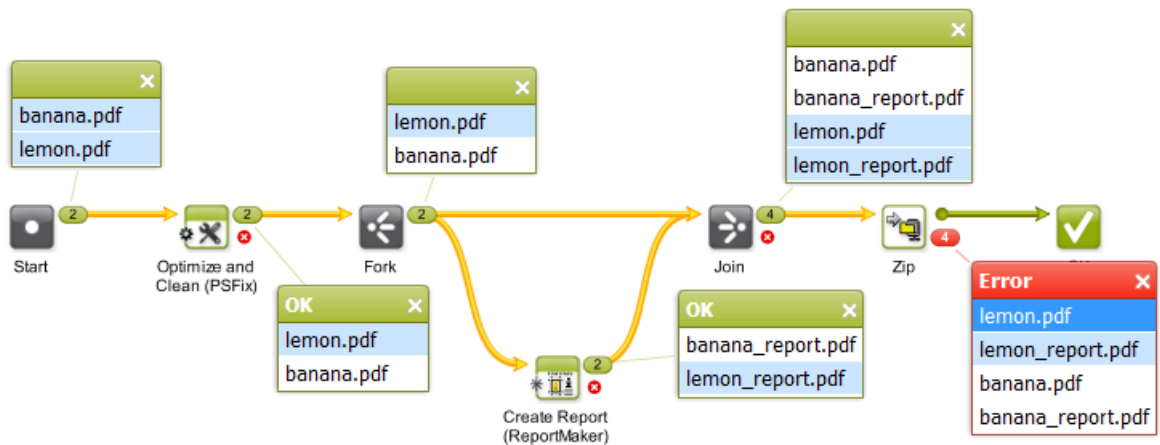 banana.pdf
lemon.pdf
2
Start
2
Optimize and
Clean (PSFix)
OK
lemon.pdf
banana.pdf
lemon.pdf
banana.pdf
2
Fork
2
Create Report
(ReportMaker)
OK
banana_report.pdf
lemon_report.pdf
banana.pdf
banana_report.pdf
lemon.pdf
lemon_report.pdf
4
Join
Zip
4
Error
lemon.pdf
lemon_report.pdf
banana.pdf
banana_report.pdf